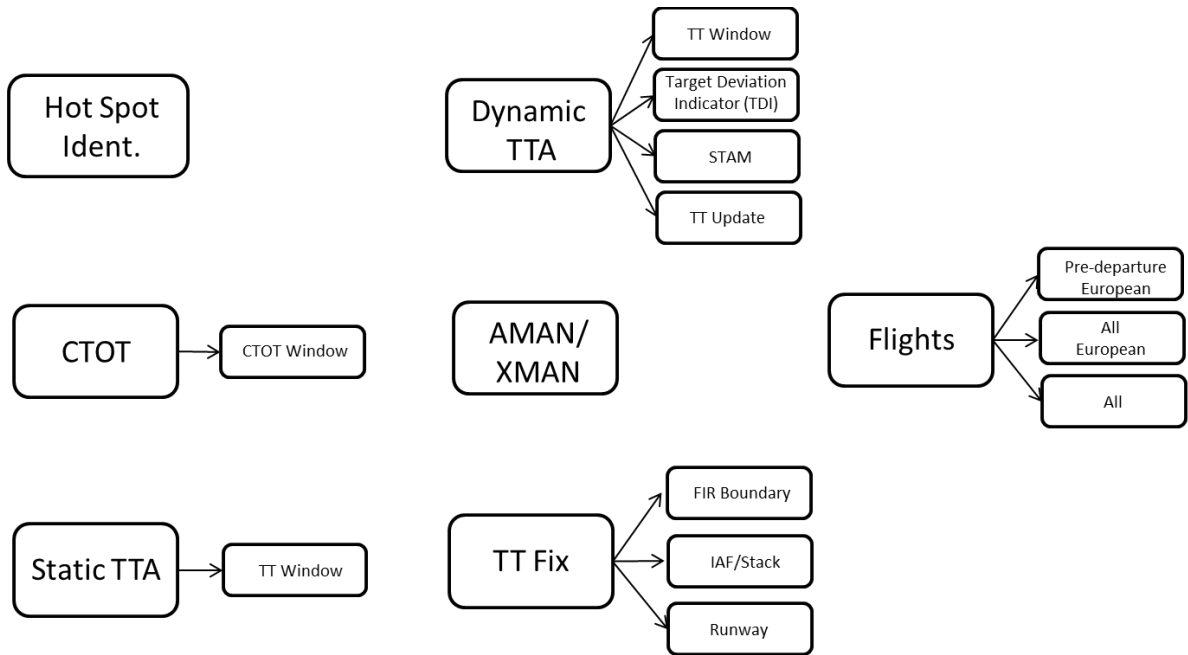 Hot Spot
Ident.
Dynamic
TTA
TT Window
Target Deviation
Indicator (TDI)
STAM
TT Update
CTOT
CTOT Window
AMAN/
XMAN
Flights
Pre-departure
European
All
European
All
Static TTA
TT Window
TT Fix
FIR Boundary
IAF/Stack
Runway